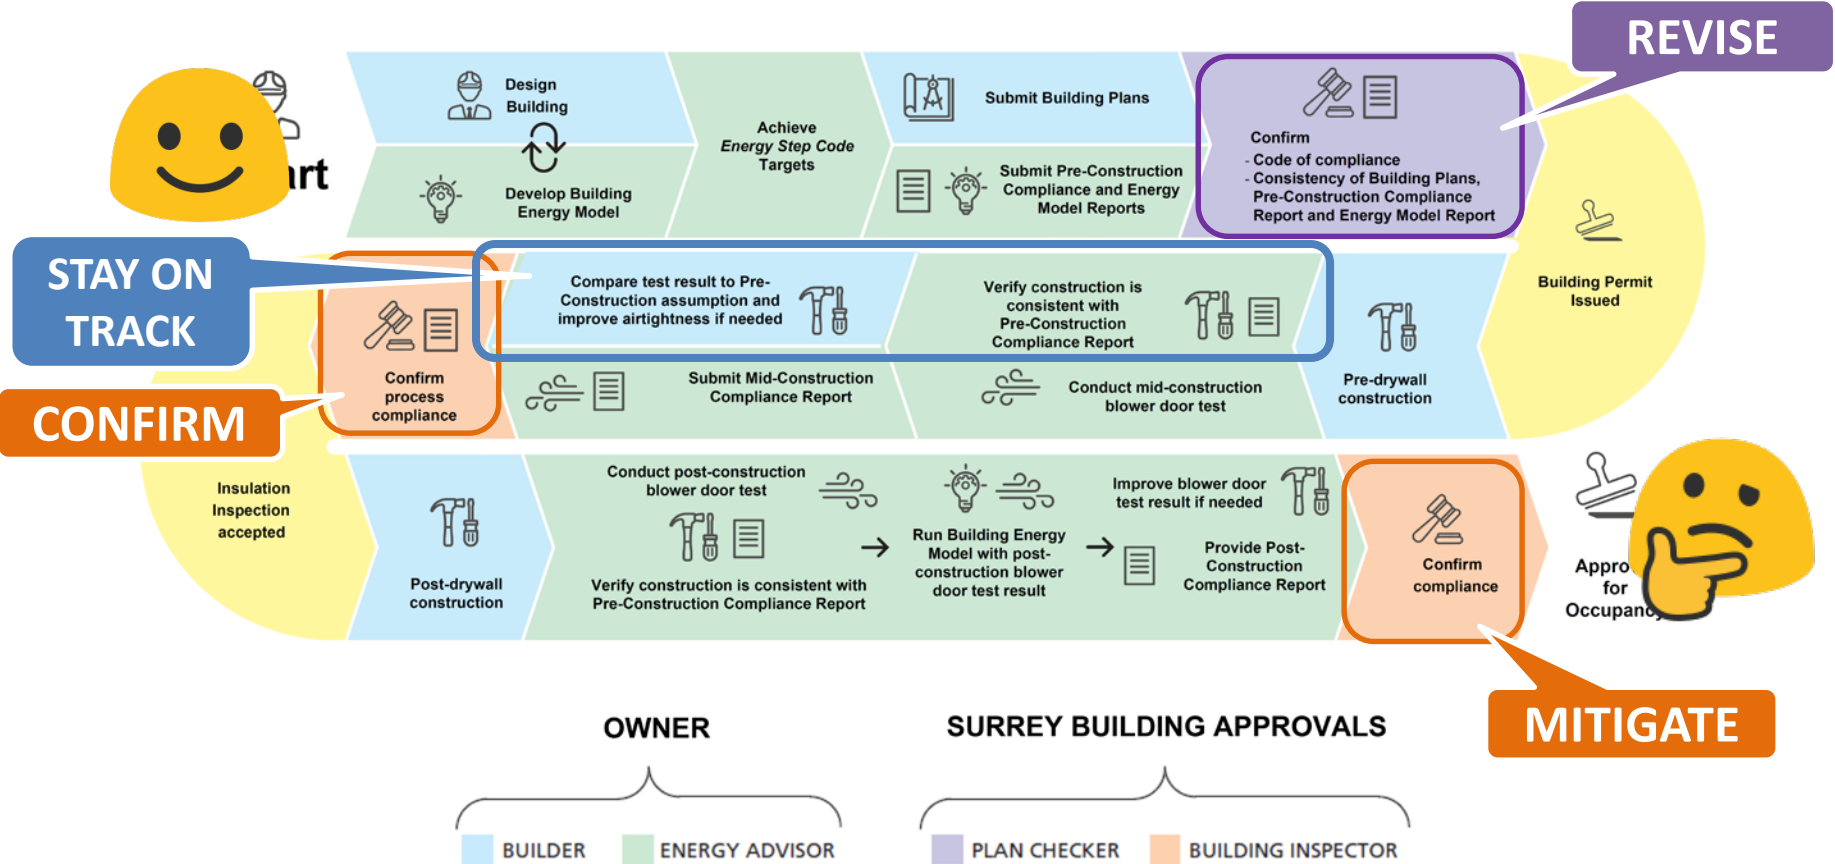 REVISE
art
Design
Building
Develop Building
Energy Model
Achieve
Energy Step Code
Targets
Submit Building Plans
Submit Pre-Construction
Compliance and Energy
Model Reports
Confirm
- Code of compliance
- Consistency of Building Plans,
Pre-Construction Compliance
Report and Energy Model Report
Building Permit
Issued
STAY ON
TRACK
CONFIRM
Confirm
process
compliance
Compare test result to Pre-
Construction assumption and
improve airtightness if needed
Submit Mid-Construction
Compliance Report
Verify construction is
consistent with
Pre-Construction
Compliance Report
Conduct mid-construction
blower door test
Pre-drywall
construction
Insulation
Inspection
accepted
Post-drywall
construction
Conduct post-construction
blower door test
Verify construction is consistent with
Pre-Construction Compliance Report
Run Building Energy
Model with post-
construction blower
door test result
Improve blower door
test result if needed
Provide Post-
Construction
Compliance Report
Confirm
compliance
Appro
for
Occupancy
MITIGATE
OWNER
SURREY BUILDING APPROVALS
BUILDER
ENERGY ADVISOR
PLAN CHECKER
BUILDING INSPECTOR